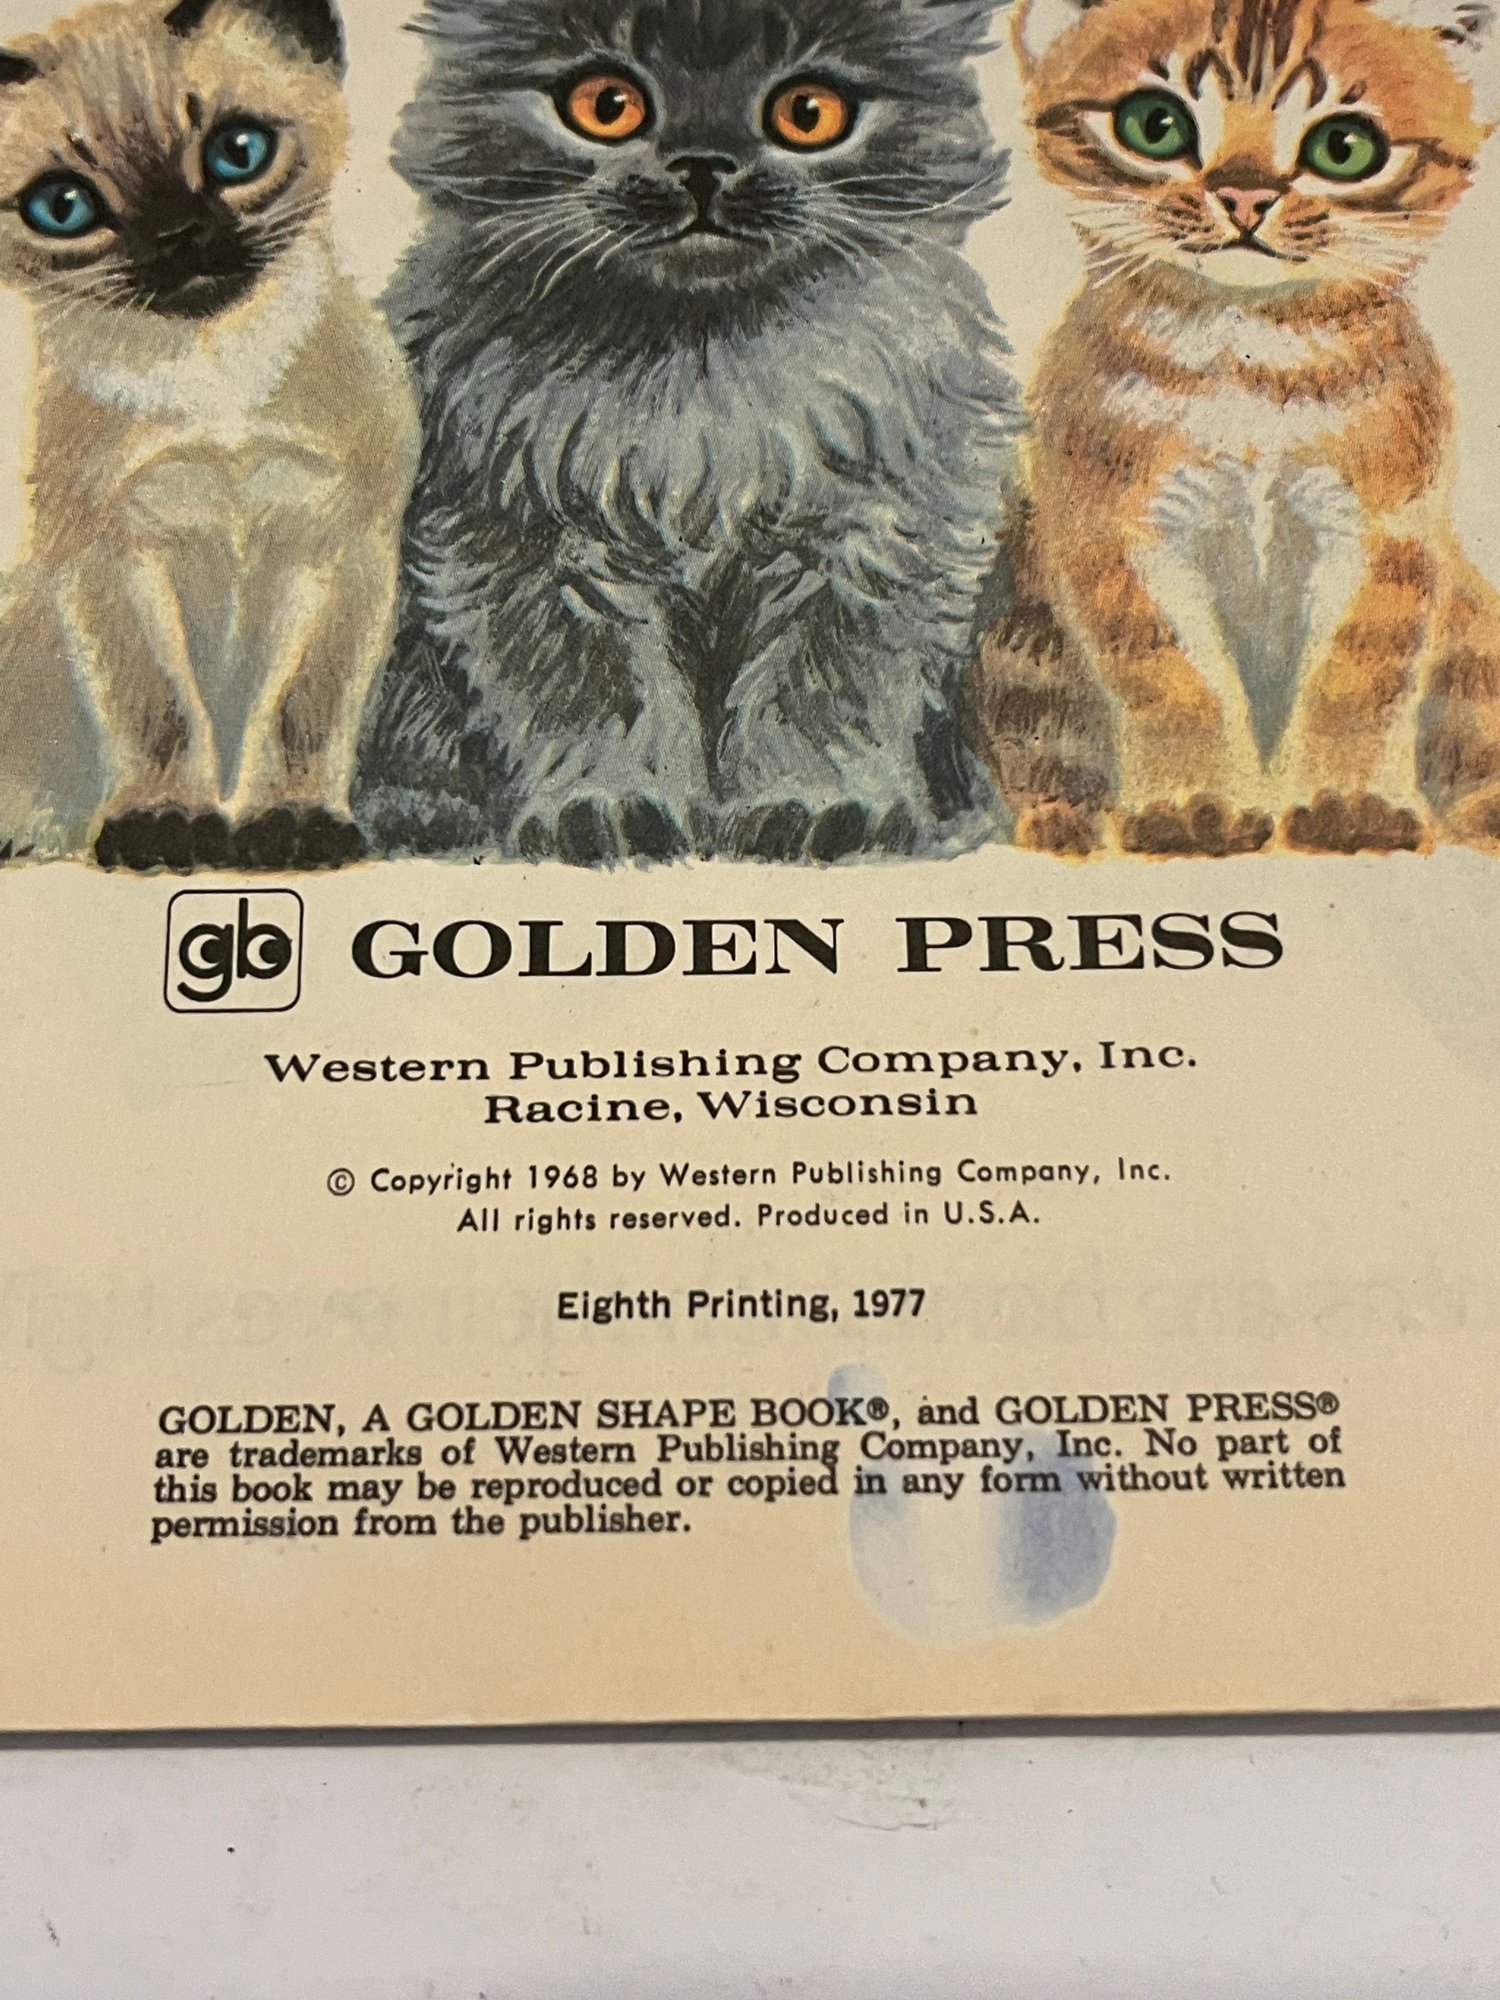 gb GOLDEN PRESS
Western Publishing Company, Inc.
Racine, Wisconsin
© Copyright 1968 by Western Publishing Company, Inc.
All rights reserved. Produced in U.S.A.
Eighth Printing, 1977
GOLDEN, A GOLDEN SHAPE BOOK®, and GOLDEN PRESS®
are trademarks of Western Publishing Company, Inc. No part of
this book may be reproduced or copied in any form without written
permission from the publisher.